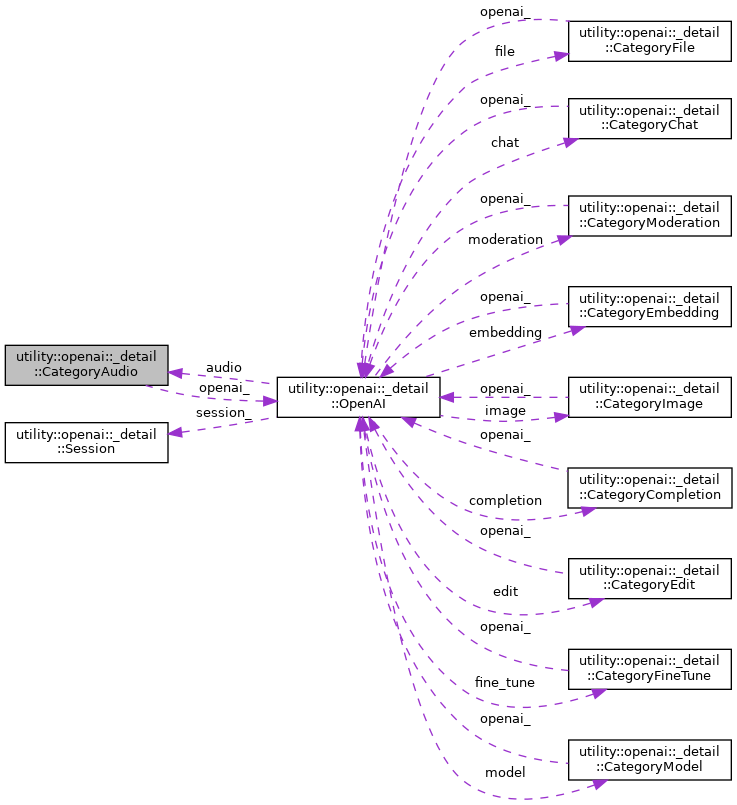 openai_
utility::openai::_detail
::CategoryFile
file
openai_
utility::openai::_detail
::CategoryChat
chat
openai_
utility::openai::_detail
::CategoryModeration
moderation
openai_
utility::openai::_detail
::CategoryEmbedding
embedding
utility::openai::_detail
::CategoryAudio
audio
openai_
utility::openai::_detail
::Session
session_
utility::openai::_detail
::OpenAI
openai_
image
utility::openai::_detail
::CategoryImage
openai_
utility::openai::_detail
::CategoryCompletion
completion
openai_
utility::openai::_detail
::CategoryEdit
edit
openai_
utility::openai::_detail
::CategoryFineTune
fine_tune
openai_
utility::openai::_detail
::CategoryModel
model